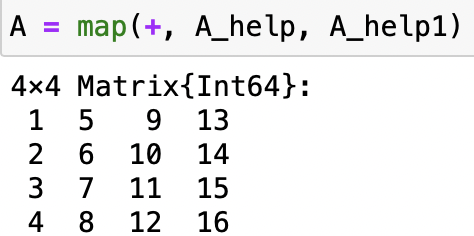 A = map(+, A_help, A_help1)
4×4 Matrix{Int64}:
1 5 9 13
2 6 10 14
3 7 11 15
4 8 12 16